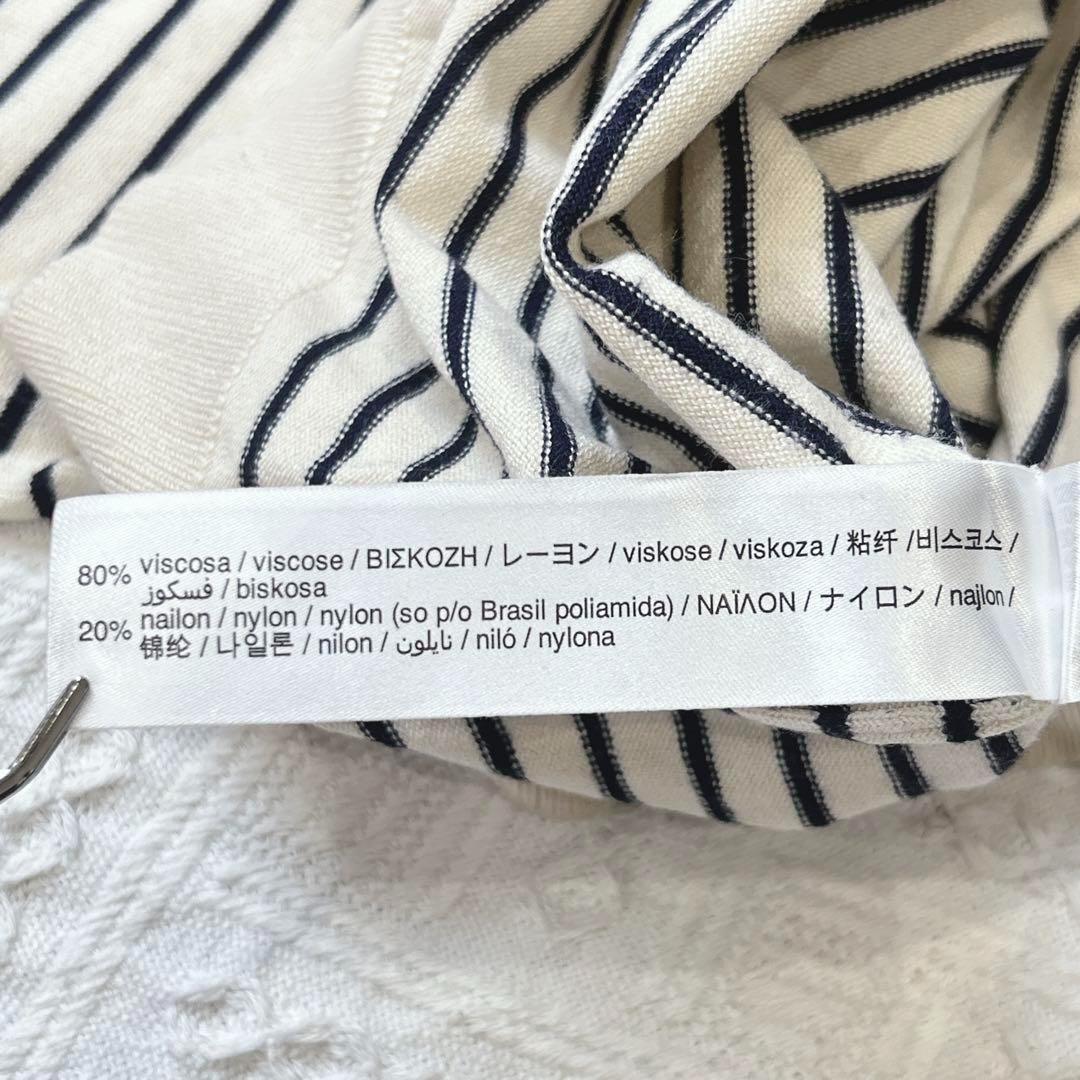 80% viscosa / viscose / ΒΙΣΚΟΖΗ / レーヨン / viskose / viskoza / 粘纤 /비스코스 /
فسكوز / biskosa
20% nailon / nylon / nylon (so p/o Brasil poliamida) / ΝΑΪΛΟΝ / ナイロン / najlon /
锦纶 / 나일론 / nilon / نايلون / niló / nylona